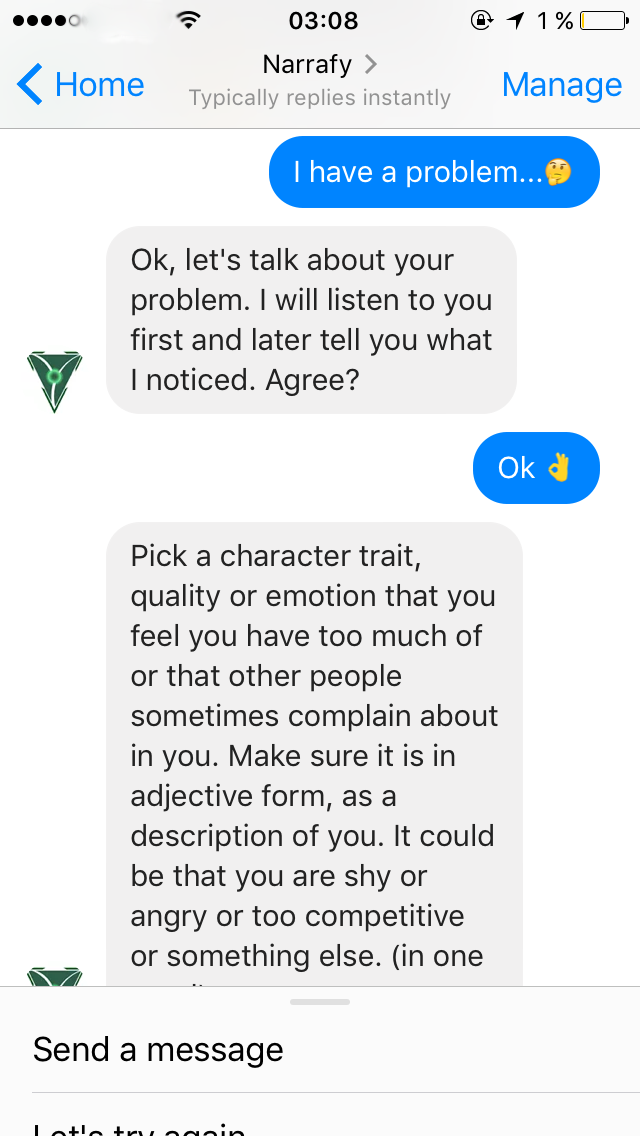 03:08
1 %
Home
Narrafy
Typically replies instantly
Manage
I have a problem...🤔
Ok, let's talk about your
problem. I will listen to you
first and later tell you what
I noticed. Agree?
Ok 👌
Pick a character trait,
quality or emotion that you
feel you have too much of
or that other people
sometimes complain about
in you. Make sure it is in
adjective form, as a
description of you. It could
be that you are shy or
angry or too competitive
or something else. (in one
Send a message
Let's try again